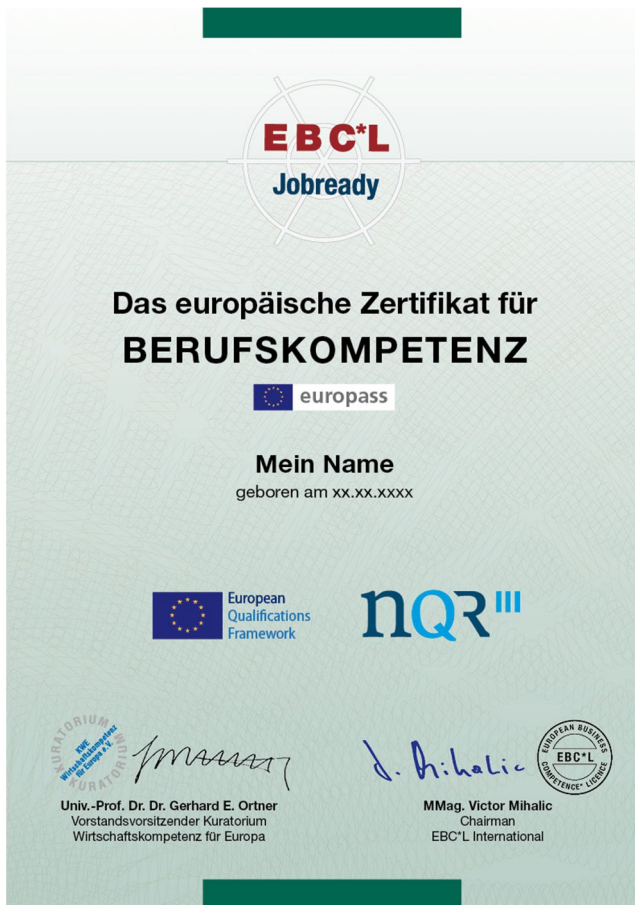 EBC*L
Jobready
Das europäische Zertifikat für
BERUFSKOMPETENZ
europass
Mein Name
geboren am xx.xx.xxxx
European
Qualifications
Framework
nQR III
KURATORIUM
KURATORIUM
KWE
Wirtschaftskompetenz
für Europa e.V.
J. Mihalic
EUROPEAN BUSINESS
EBC*L
COMPETENCE* LICENCE
Univ.-Prof. Dr. Dr. Gerhard E. Ortner
Vorstandsvorsitzender Kuratorium
Wirtschaftskompetenz für Europa
MMag. Victor Mihalic
Chairman
EBC*L International